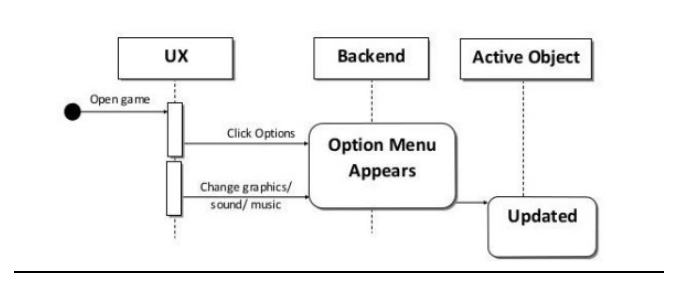 UX
Backend
Active Object
Open game
Click Options
Option Menu
Appears
Change graphics/
sound/ music
Updated